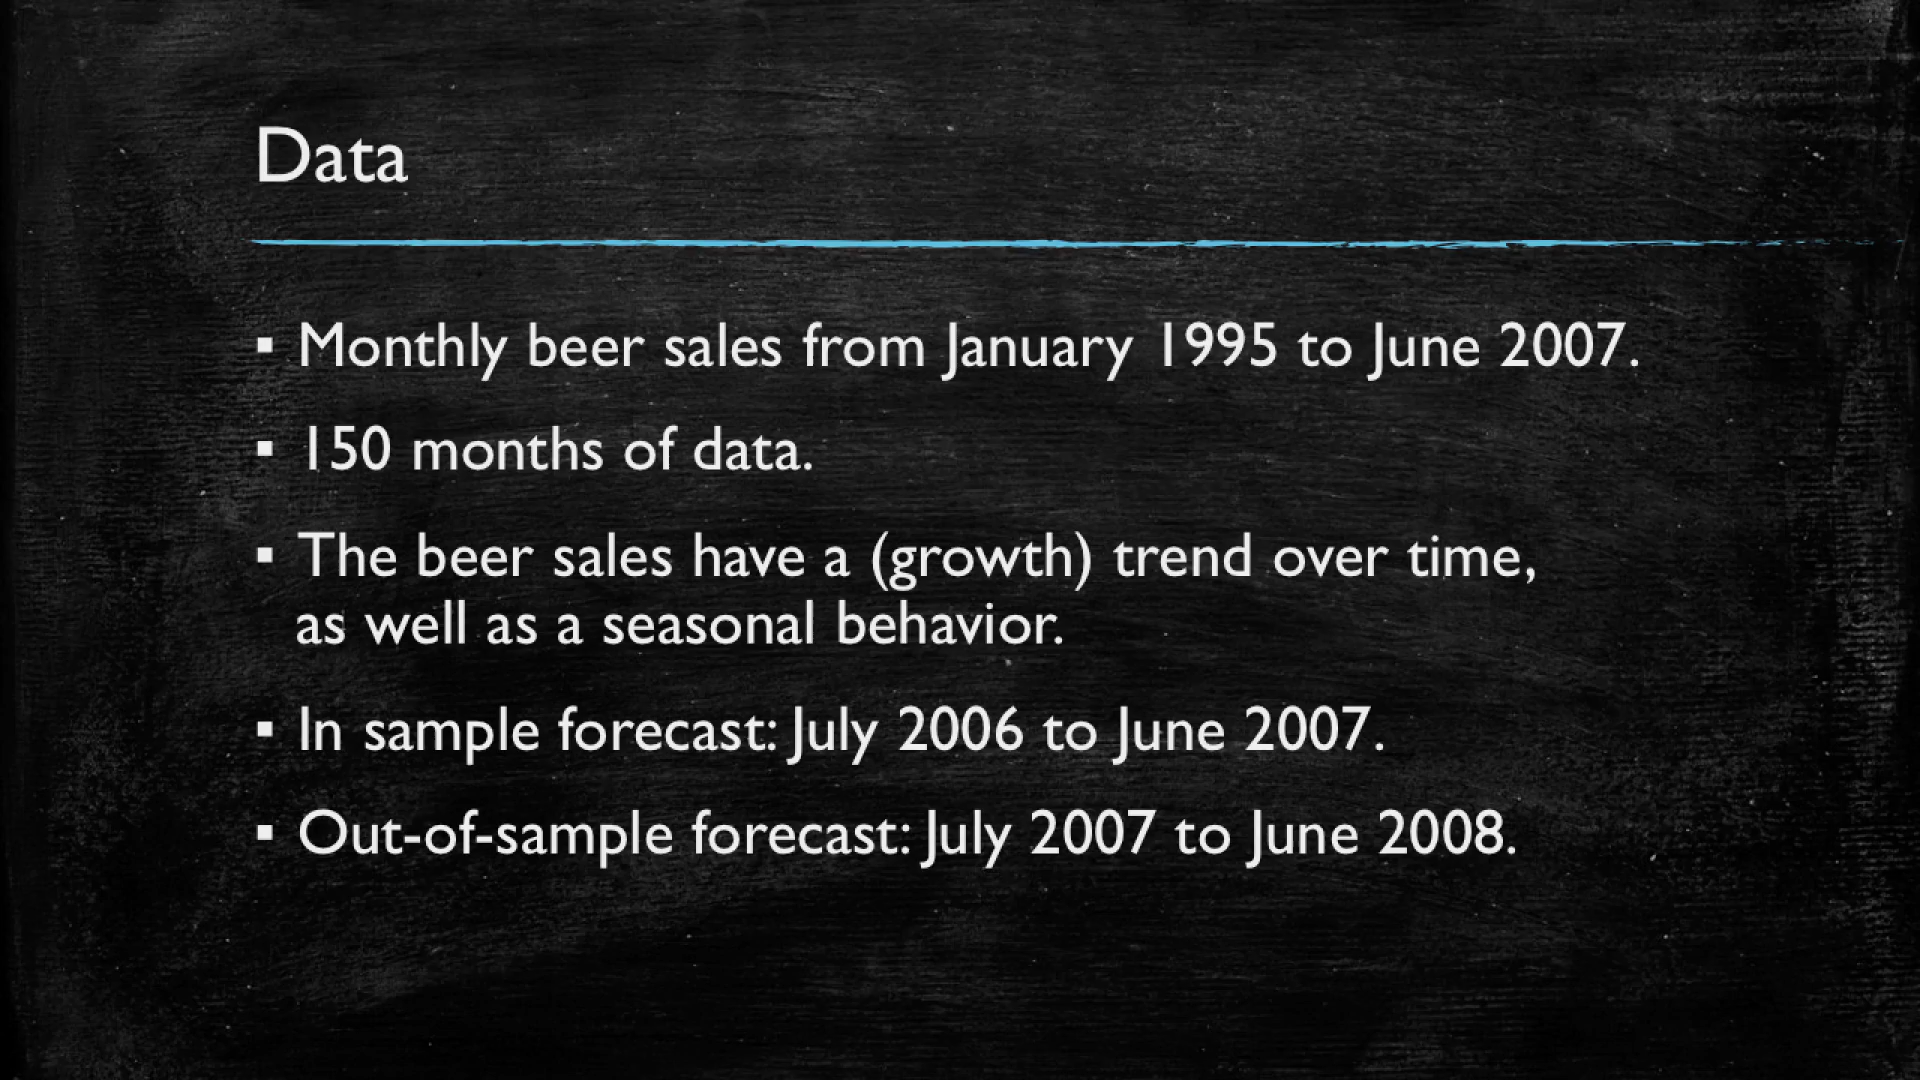 Data
▪ Monthly beer sales from January 1995 to June 2007.
▪ 150 months of data.
▪ The beer sales have a (growth) trend over time,
as well as a seasonal behavior.
▪ In sample forecast: July 2006 to June 2007.
▪ Out-of-sample forecast: July 2007 to June 2008.